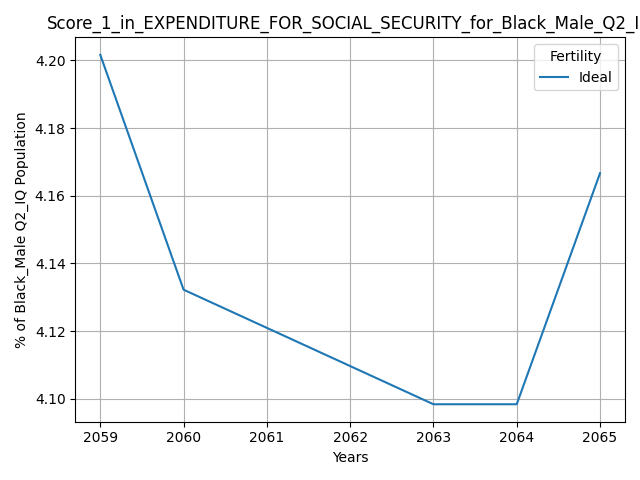 Score_1_in_EXPENDITURE_FOR_SOCIAL_SECURITY_for_Black_Male_Q2_I
Fertility
Ideal
% of Black_Male Q2_IQ Population
4.20
4.18
4.16
4.14
4.12
4.10
2059 2060 2061 2062 2063 2064 2065
Years